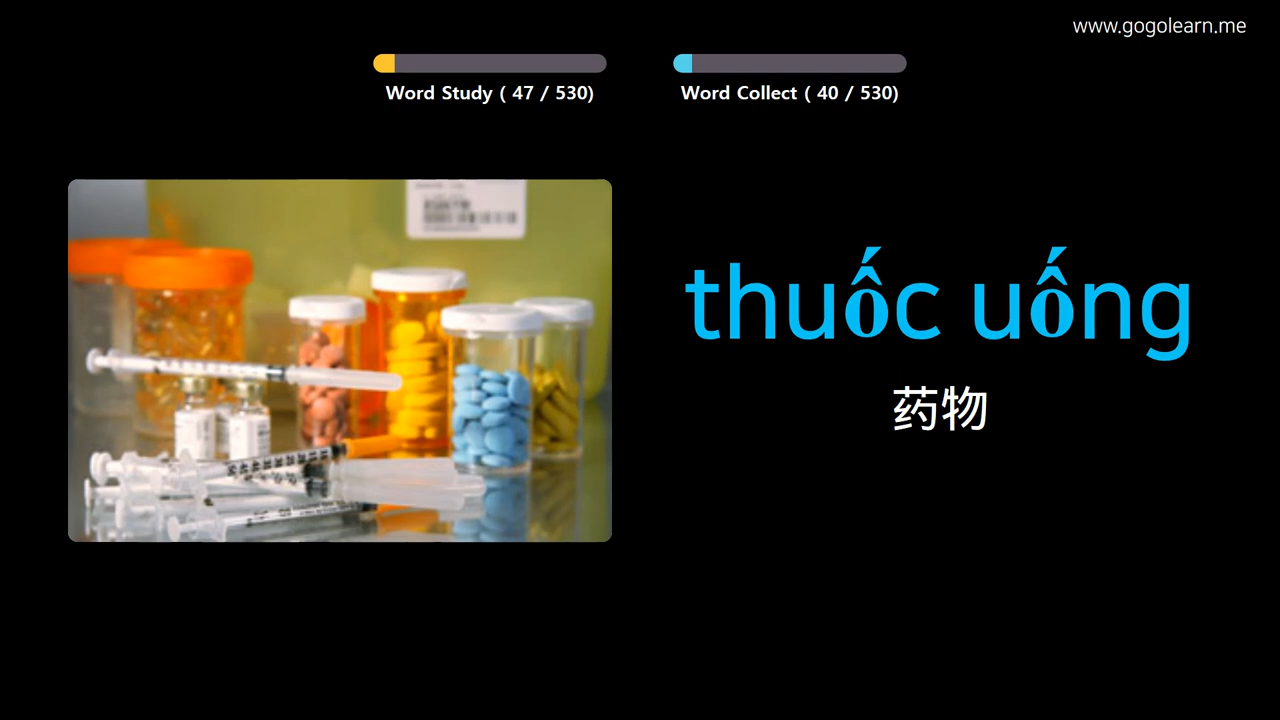 www.gogolearn.me
Word Study ( 47 / 530)
Word Collect ( 40 / 530)
thuốc uống
药物